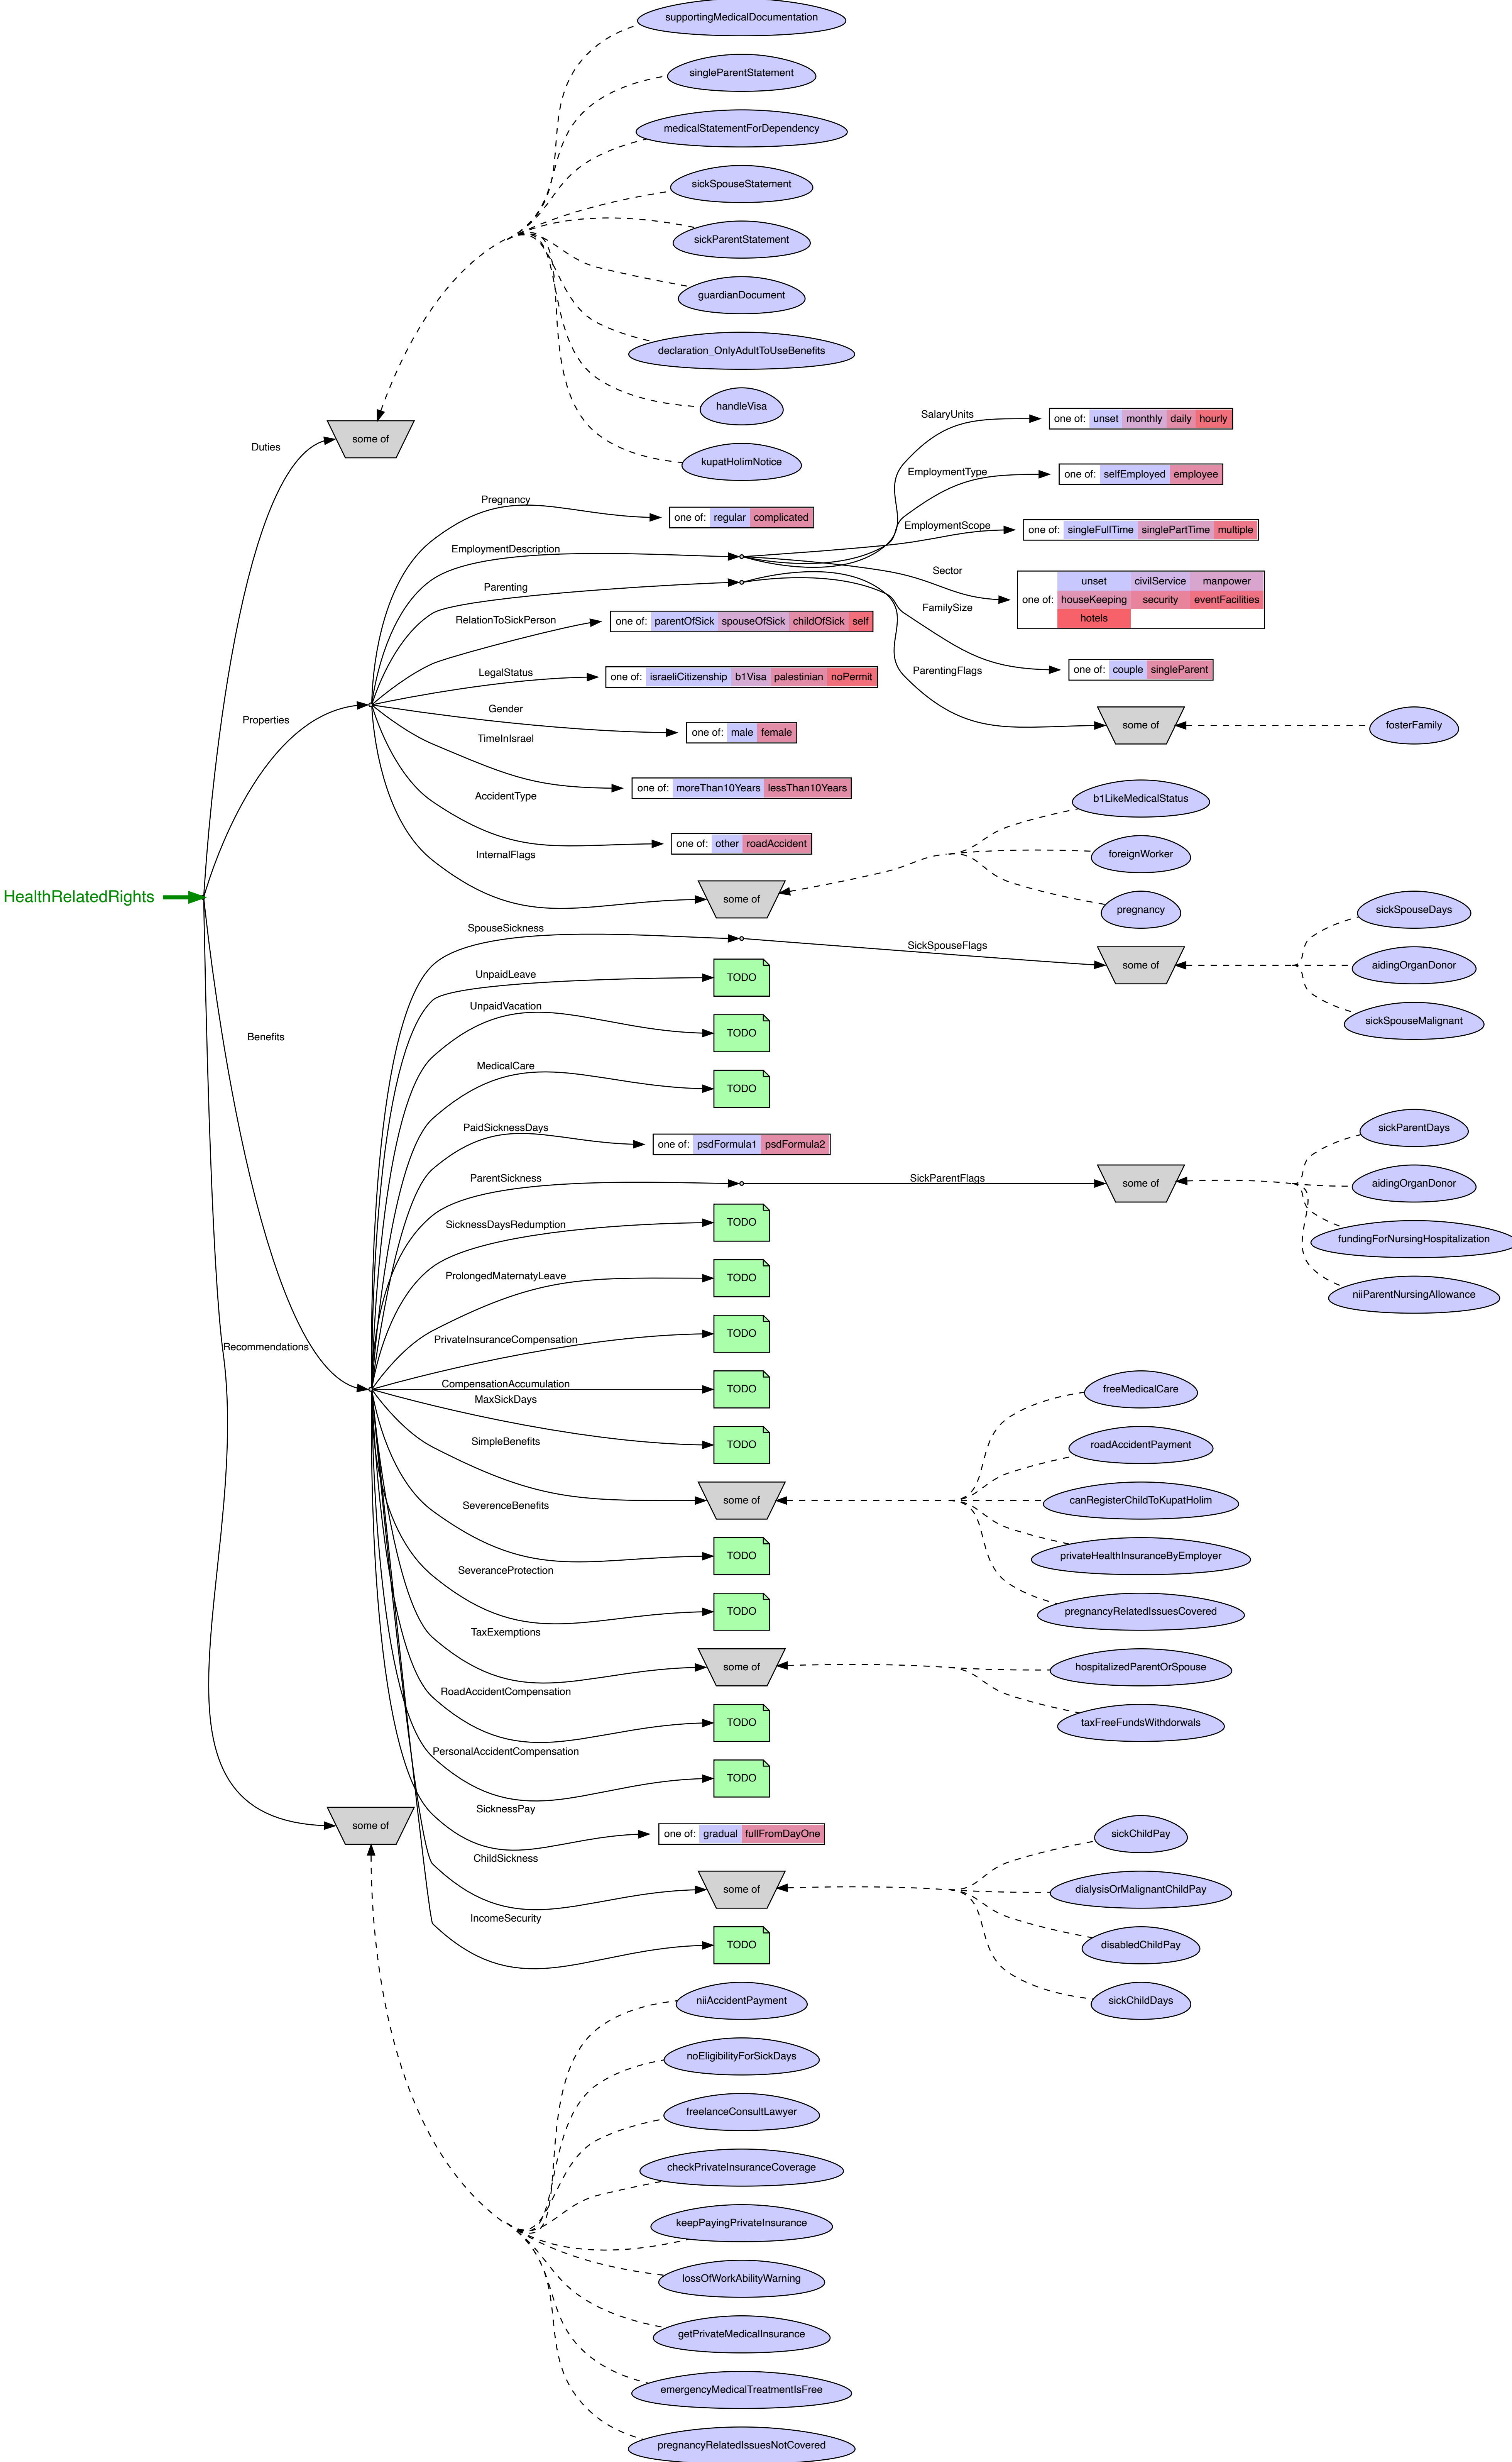 supportingMedicalDocumentation
singleParentStatement
medicalStatementForDependency
sickSpouseStatement
sickParentStatement
guardianDocument
declaration_OnlyAdultToUseBenefits
handleVisa
kupatHolimNotice
Duties
some of
SalaryUnits
one of: unset monthly daily hourly
EmploymentType
one of: selfEmployed employee
Pregnancy
one of: regular complicated
EmploymentScope
one of: singleFullTime singlePartTime multiple
EmploymentDescription
Sector
unset civilService manpower
one of: houseKeeping security eventFacilities
hotels
Parenting
FamilySize
one of: couple singleParent
RelationToSickPerson
one of: parentOfSick spouseOfSick childOfSick self
LegalStatus
one of: israeliCitizenship b1Visa palestinian noPermit
ParentingFlags
some of
fosterFamily
Properties
Gender
one of: male female
TimeInIsrael
one of: moreThan10Years lessThan10Years
AccidentType
one of: other roadAccident
InternalFlags
some of
b1LikeMedicalStatus
foreignWorker
pregnancy
HealthRelatedRights
SpouseSickness
SickSpouseFlags
some of
sickSpouseDays
aidingOrganDonor
sickSpouseMalignant
UnpaidLeave
TODO
UnpaidVacation
TODO
Benefits
MedicalCare
TODO
PaidSicknessDays
one of: psdFormula1 psdFormula2
ParentSickness
SickParentFlags
some of
sickParentDays
aidingOrganDonor
fundingForNursingHospitalization
niiParentNursingAllowance
SicknessDaysRedumption
TODO
ProlongedMaternatyLeave
TODO
PrivateInsuranceCompensation
TODO
Recommendations
CompensationAccumulation
TODO
MaxSickDays
TODO
SimpleBenefits
some of
freeMedicalCare
roadAccidentPayment
canRegisterChildToKupatHolim
privateHealthInsuranceByEmployer
pregnancyRelatedIssuesCovered
SeverenceBenefits
TODO
SeveranceProtection
TODO
TaxExemptions
some of
hospitalizedParentOrSpouse
taxFreeFundsWithdorwals
RoadAccidentCompensation
TODO
PersonalAccidentCompensation
TODO
SicknessPay
one of: gradual fullFromDayOne
some of
ChildSickness
some of
sickChildPay
dialysisOrMalignantChildPay
disabledChildPay
sickChildDays
IncomeSecurity
TODO
niiAccidentPayment
noEligibilityForSickDays
freelanceConsultLawyer
checkPrivateInsuranceCoverage
keepPayingPrivateInsurance
lossOfWorkAbilityWarning
getPrivateMedicalInsurance
emergencyMedicalTreatmentIsFree
pregnancyRelatedIssuesNotCovered